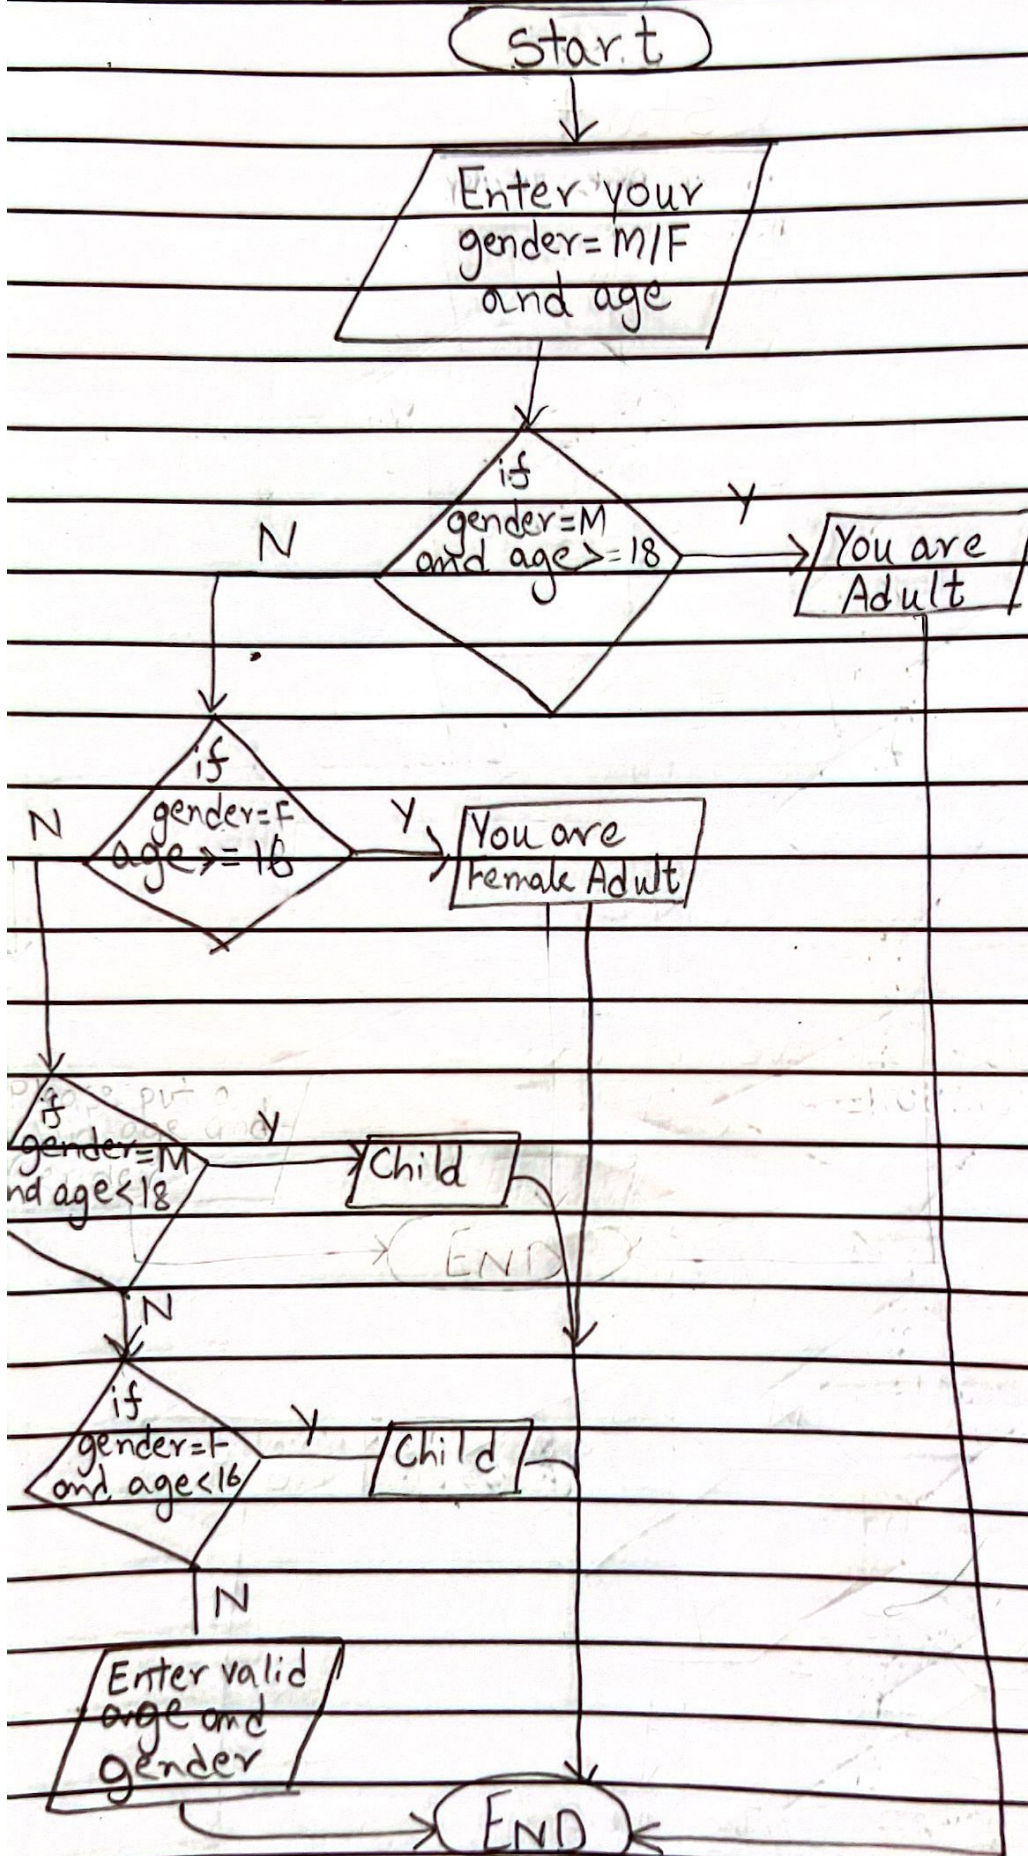 Start
Enter your
gender=M/F
and age
if
gender=M
and age>=18
Y
N
You are
Adult
if
gender=F
age>=16
Y
N
You are
Female Adult
if
gender=M
nd age<18
Y
Child
N
END
if
gender=F
and age<16
Y
Child
N
Enter valid
age and
gender
END